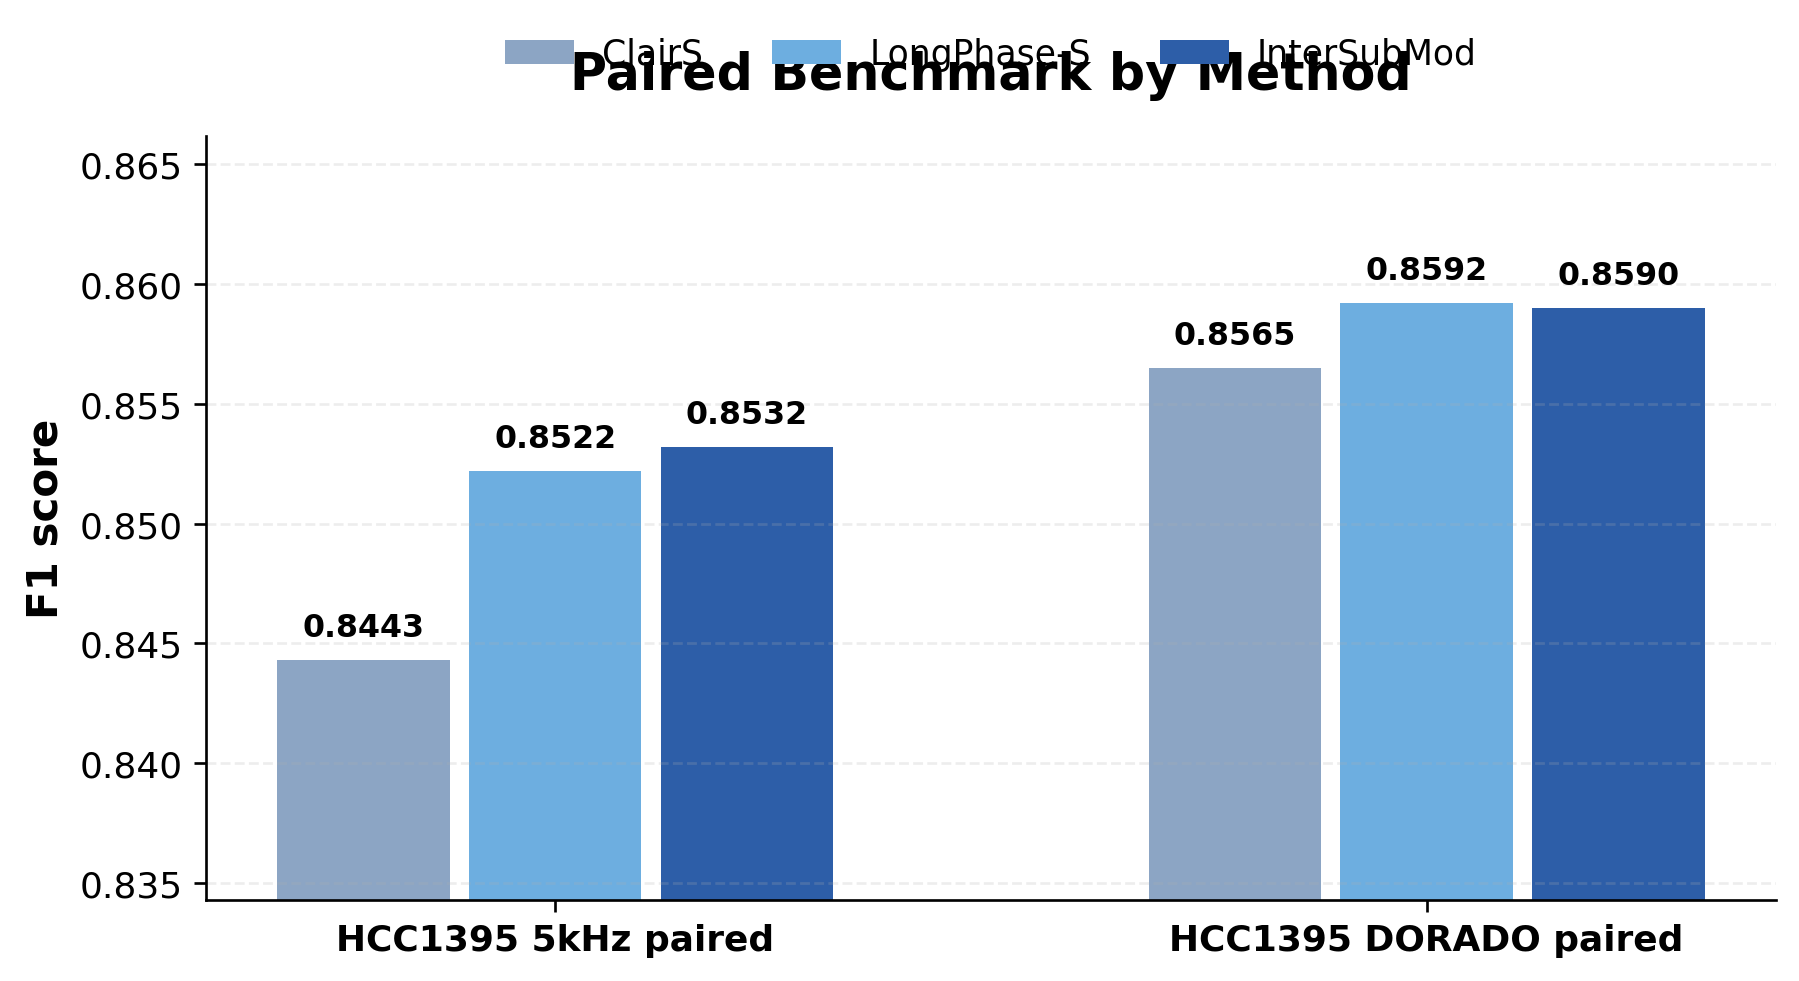 ClairS LongPhase-S InterSubMod
Paired Benchmark by Method
F1 score
0.865
0.860
0.855
0.850
0.845
0.840
0.835
0.8443
0.8522
0.8532
0.8565
0.8592
0.8590
HCC1395 5kHz paired
HCC1395 DORADO paired